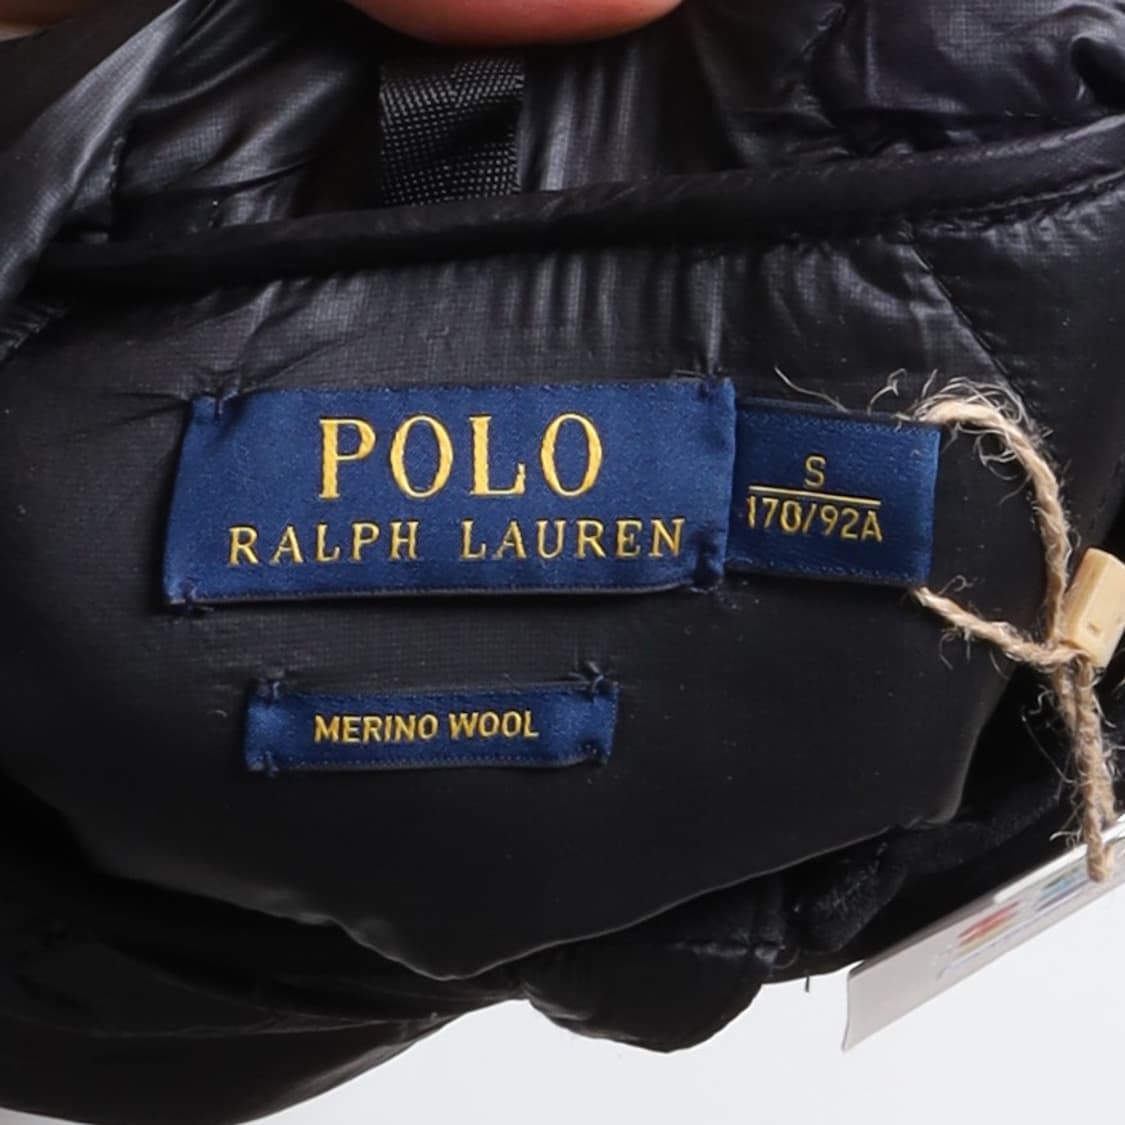 POLO
RALPH LAUREN
S
170/92A
MERINO WOOL